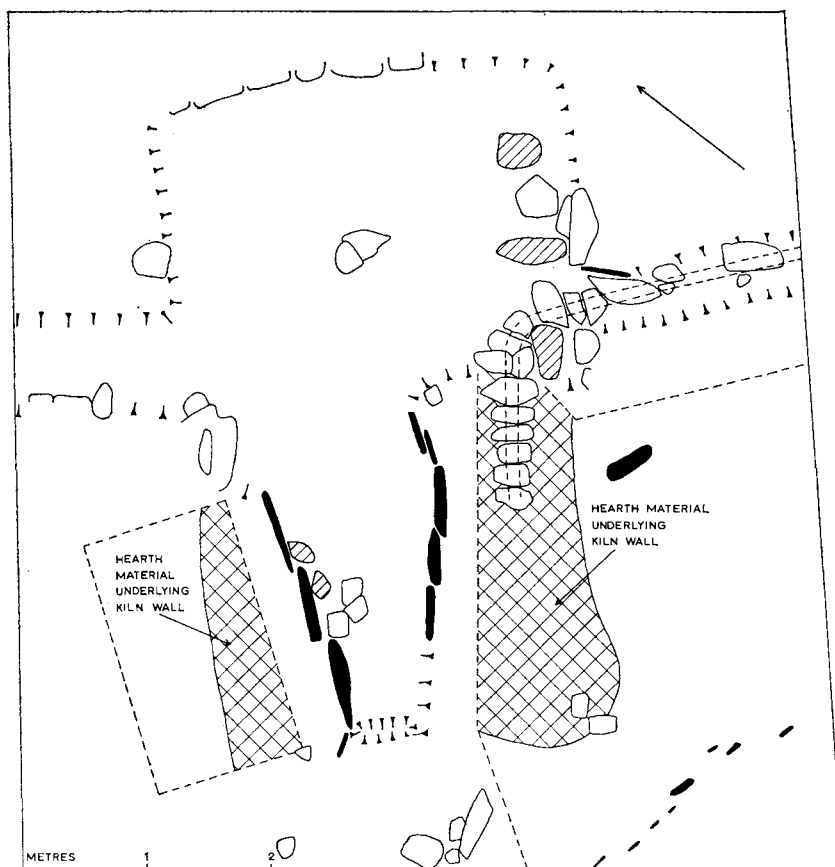 HEARTH MATERIAL
UNDERLYING
KILN WALL
HEARTH
MATERIAL
UNDERLYING
KILN WALL
METRES 1 2